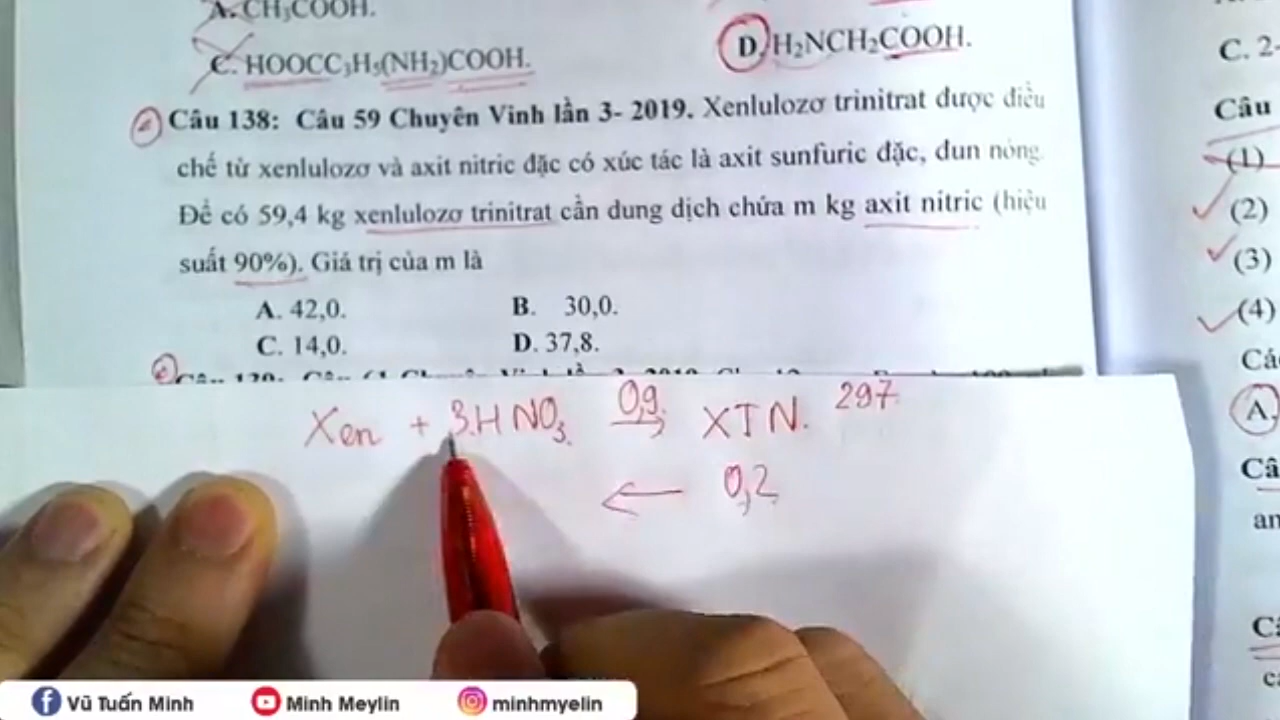 A. CH₃COOH.
C. HOOCC₃H₅(NH₂)COOH.
D. H₂NCH₂COOH.
Câu 138: Câu 59 Chuyên Vinh lần 3- 2019. Xenlulozơ trinitrat được điều
chế từ xenlulozơ và axit nitric đặc có xúc tác là axit sunfuric đặc, đun nóng.
Để có 59,4 kg xenlulozơ trinitrat cần dung dịch chứa m kg axit nitric (hiệu
suất 90%). Giá trị của m là
A. 42,0.
B. 30,0.
C. 14,0.
D. 37,8.
Xen + 3.HNO₃ 0,9 → XTN. 297
← 0,2
C. 2-
Câu
(1)
(2)
(3)
(4)
A.
Vũ Tuấn Minh
Minh Meylin
minhmyelin